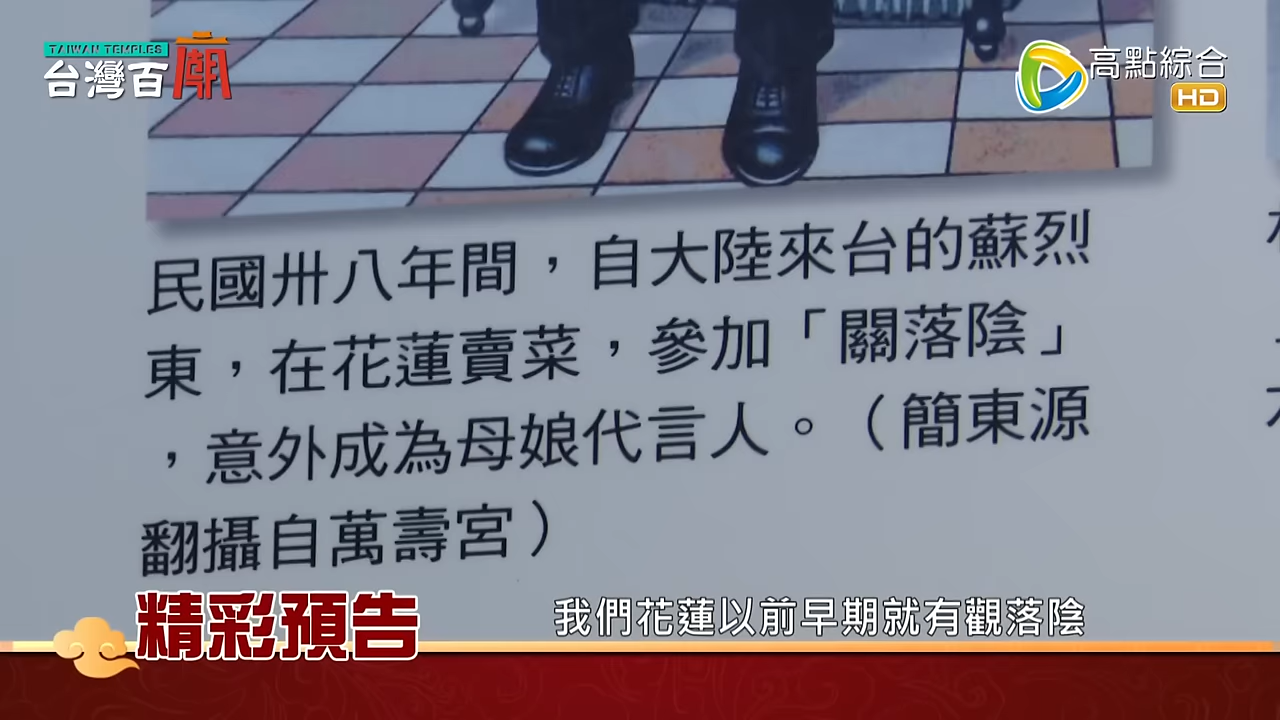 TAIWAN TEMPLES
台灣百廟
高點綜合
HD
民國卅八年間，自大陸來台的蘇烈
東，在花蓮賣菜，參加「關落陰」
，意外成為母娘代言人。（簡東源
翻攝自萬壽宮）
精彩預告
我們花蓮以前早期就有觀落陰